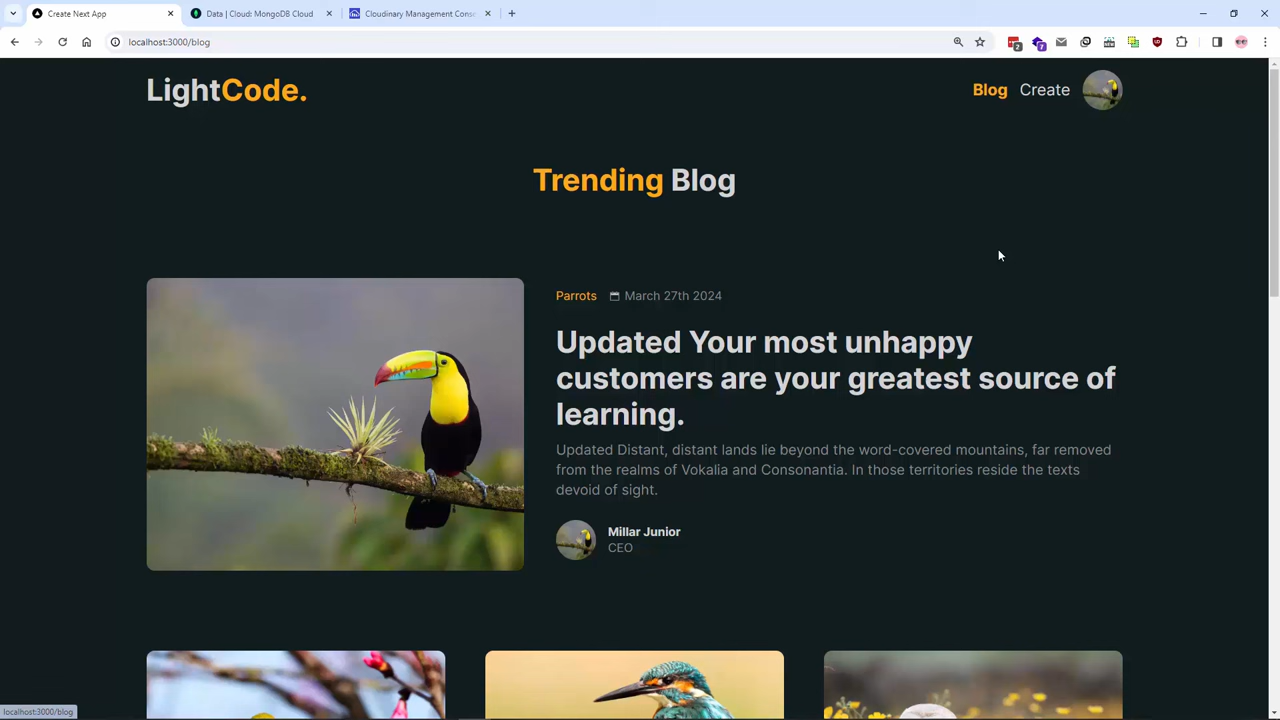 Create Next App
Data | Cloud: MongoDB Cloud
Cloudinary Management Cons
localhost:3000/blog
2
7
LightCode.
Blog Create
Trending Blog
Parrots March 27th 2024
Updated Your most unhappy
customers are your greatest source of
learning.
Updated Distant, distant lands lie beyond the word-covered mountains, far removed
from the realms of Vokalia and Consonantia. In those territories reside the texts
devoid of sight.
Millar Junior
CEO
localhost:3000/blog